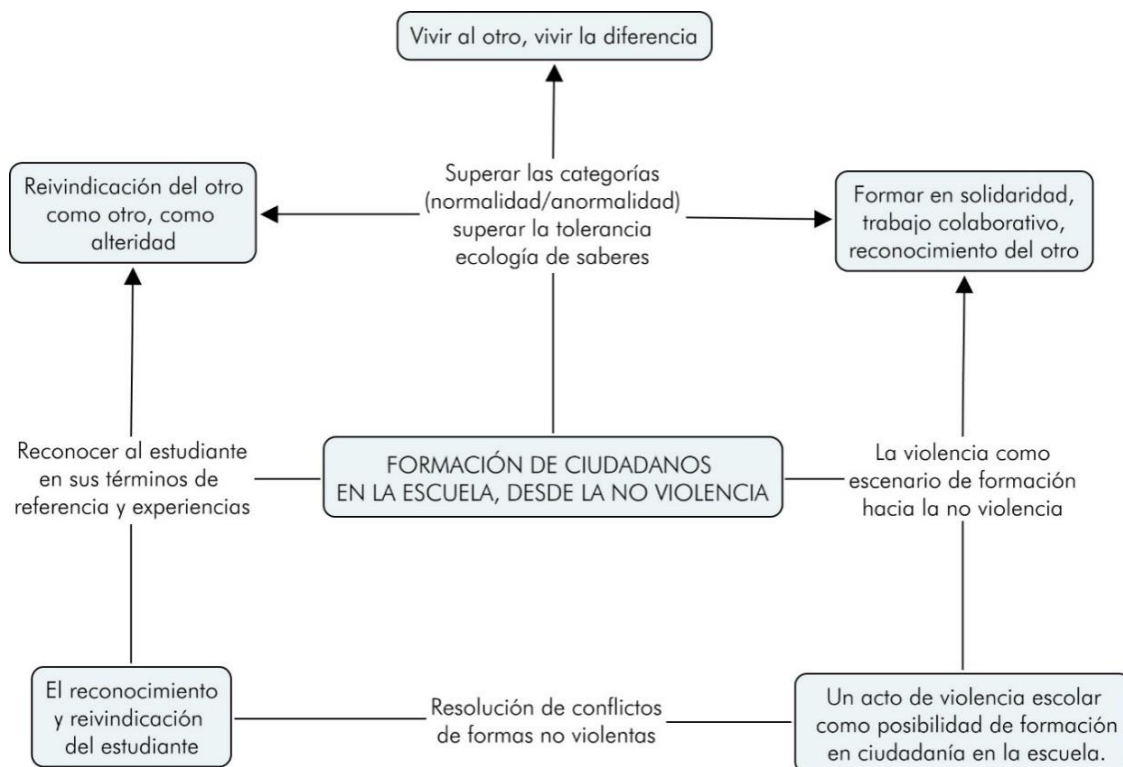 Vivir al otro, vivir la diferencia
Reivindicación del otro
como otro, como
alteridad
Superar las categorías
(normalidad/anormalidad)
superar la tolerancia
ecología de saberes
Formar en solidaridad,
trabajo colaborativo,
reconocimiento del otro
Reconocer al estudiante
en sus términos de
referencia y experiencias
FORMACIÓN DE CIUDADANOS
EN LA ESCUELA, DESDE LA NO VIOLENCIA
La violencia como
escenario de formación
hacia la no violencia
El reconocimiento
y reivindicación
del estudiante
Resolución de conflictos
de formas no violentas
Un acto de violencia escolar
como posibilidad de formación
en ciudadanía en la escuela.